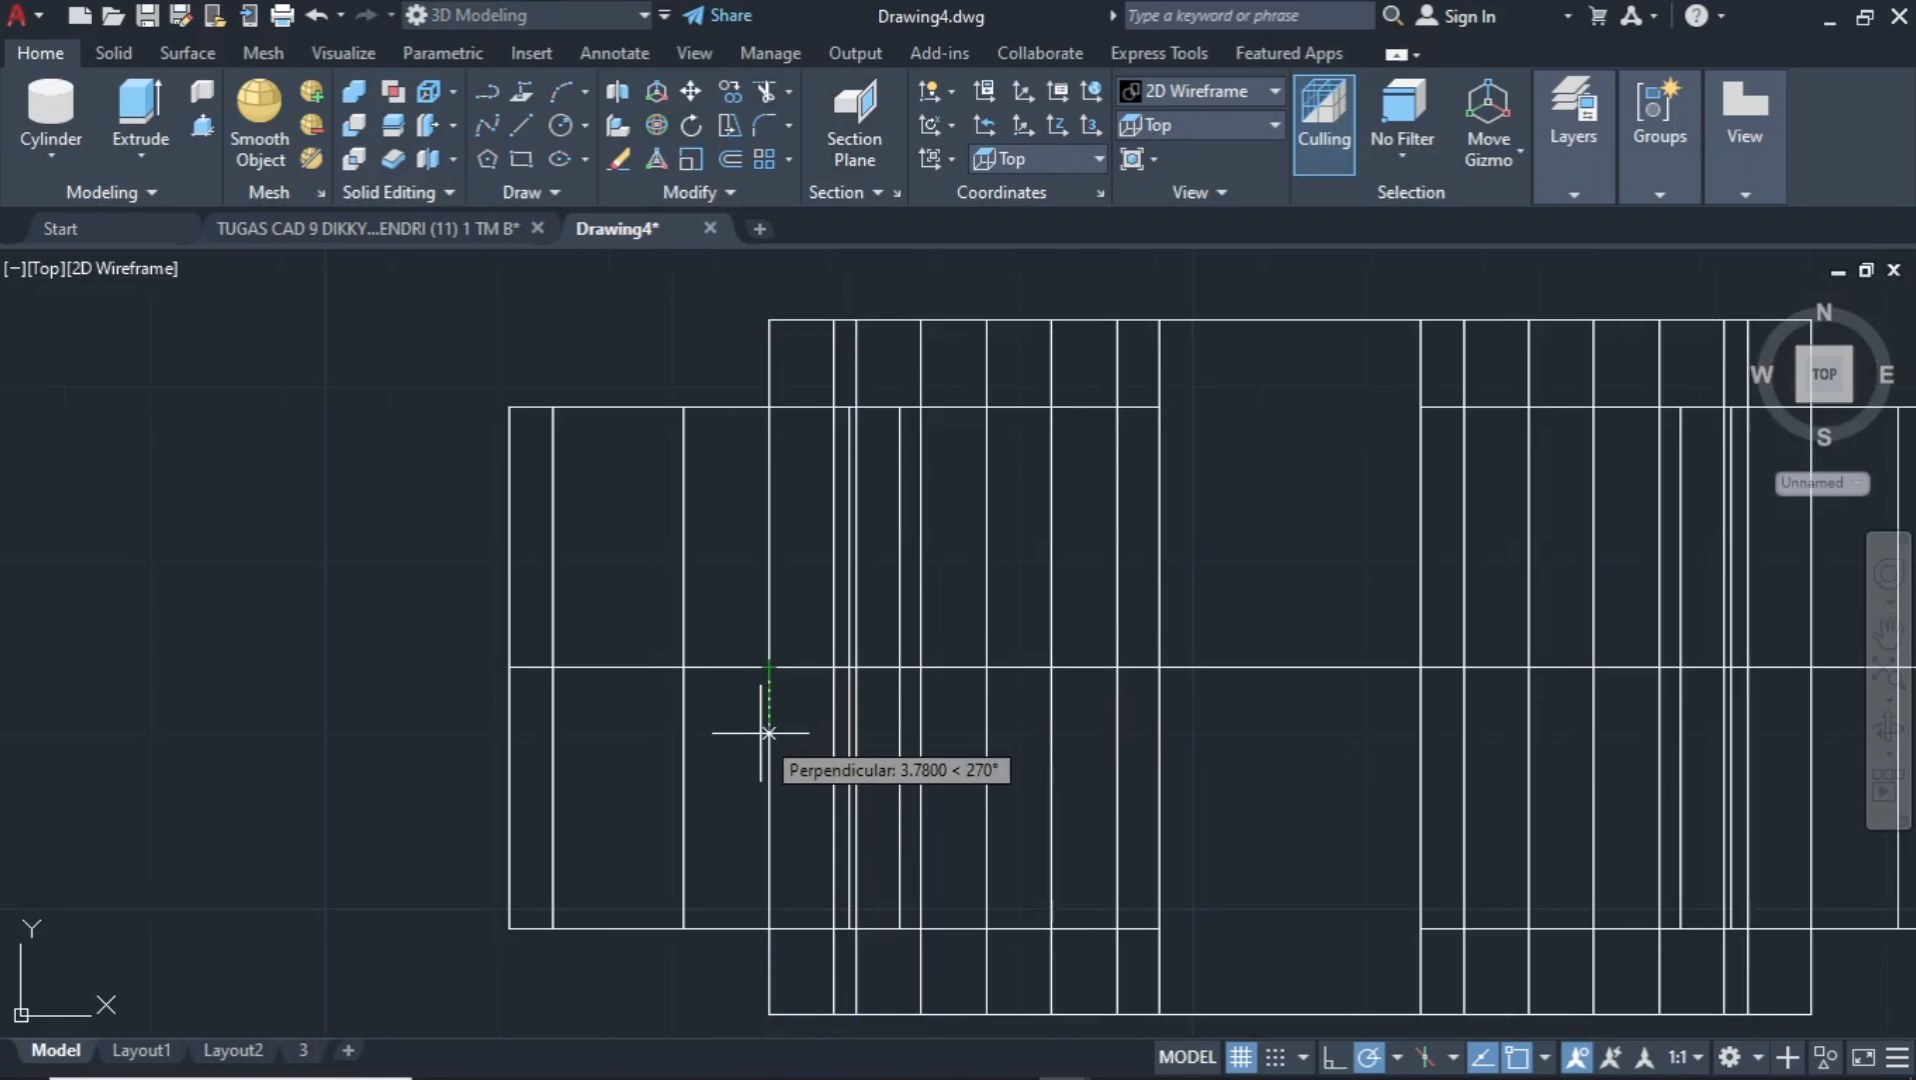 3D Modeling
Share
Drawing4.dwg
Type a keyword or phrase
Sign In
Home
Solid
Surface
Mesh
Visualize
Parametric
Insert
Annotate
View
Manage
Output
Add-ins
Collaborate
Express Tools
Featured Apps
Cylinder
Extrude
Smooth
Object
Section
Plane
2D Wireframe
Top
Top
Culling
No Filter
Move
Gizmo
Layers
Groups
View
Modeling
Mesh
Solid Editing
Draw
Modify
Section
Coordinates
View
Selection
Start
TUGAS CAD 9 DIKKY...ENDRI (11) 1 TM B*
Drawing4*
[−][Top][2D Wireframe]
N
W
TOP
E
S
Unnamed
Perpendicular: 3.7800 < 270°
Y
X
Model
Layout1
Layout2
3
MODEL
1:1